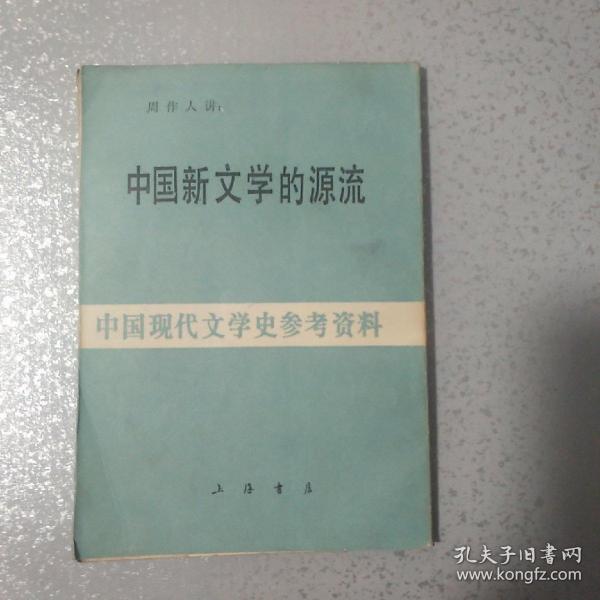 周作人讲:
中国新文学的源流
中国现代文学史参考资料
上海书店
孔夫子旧书网
www.kongfz.com